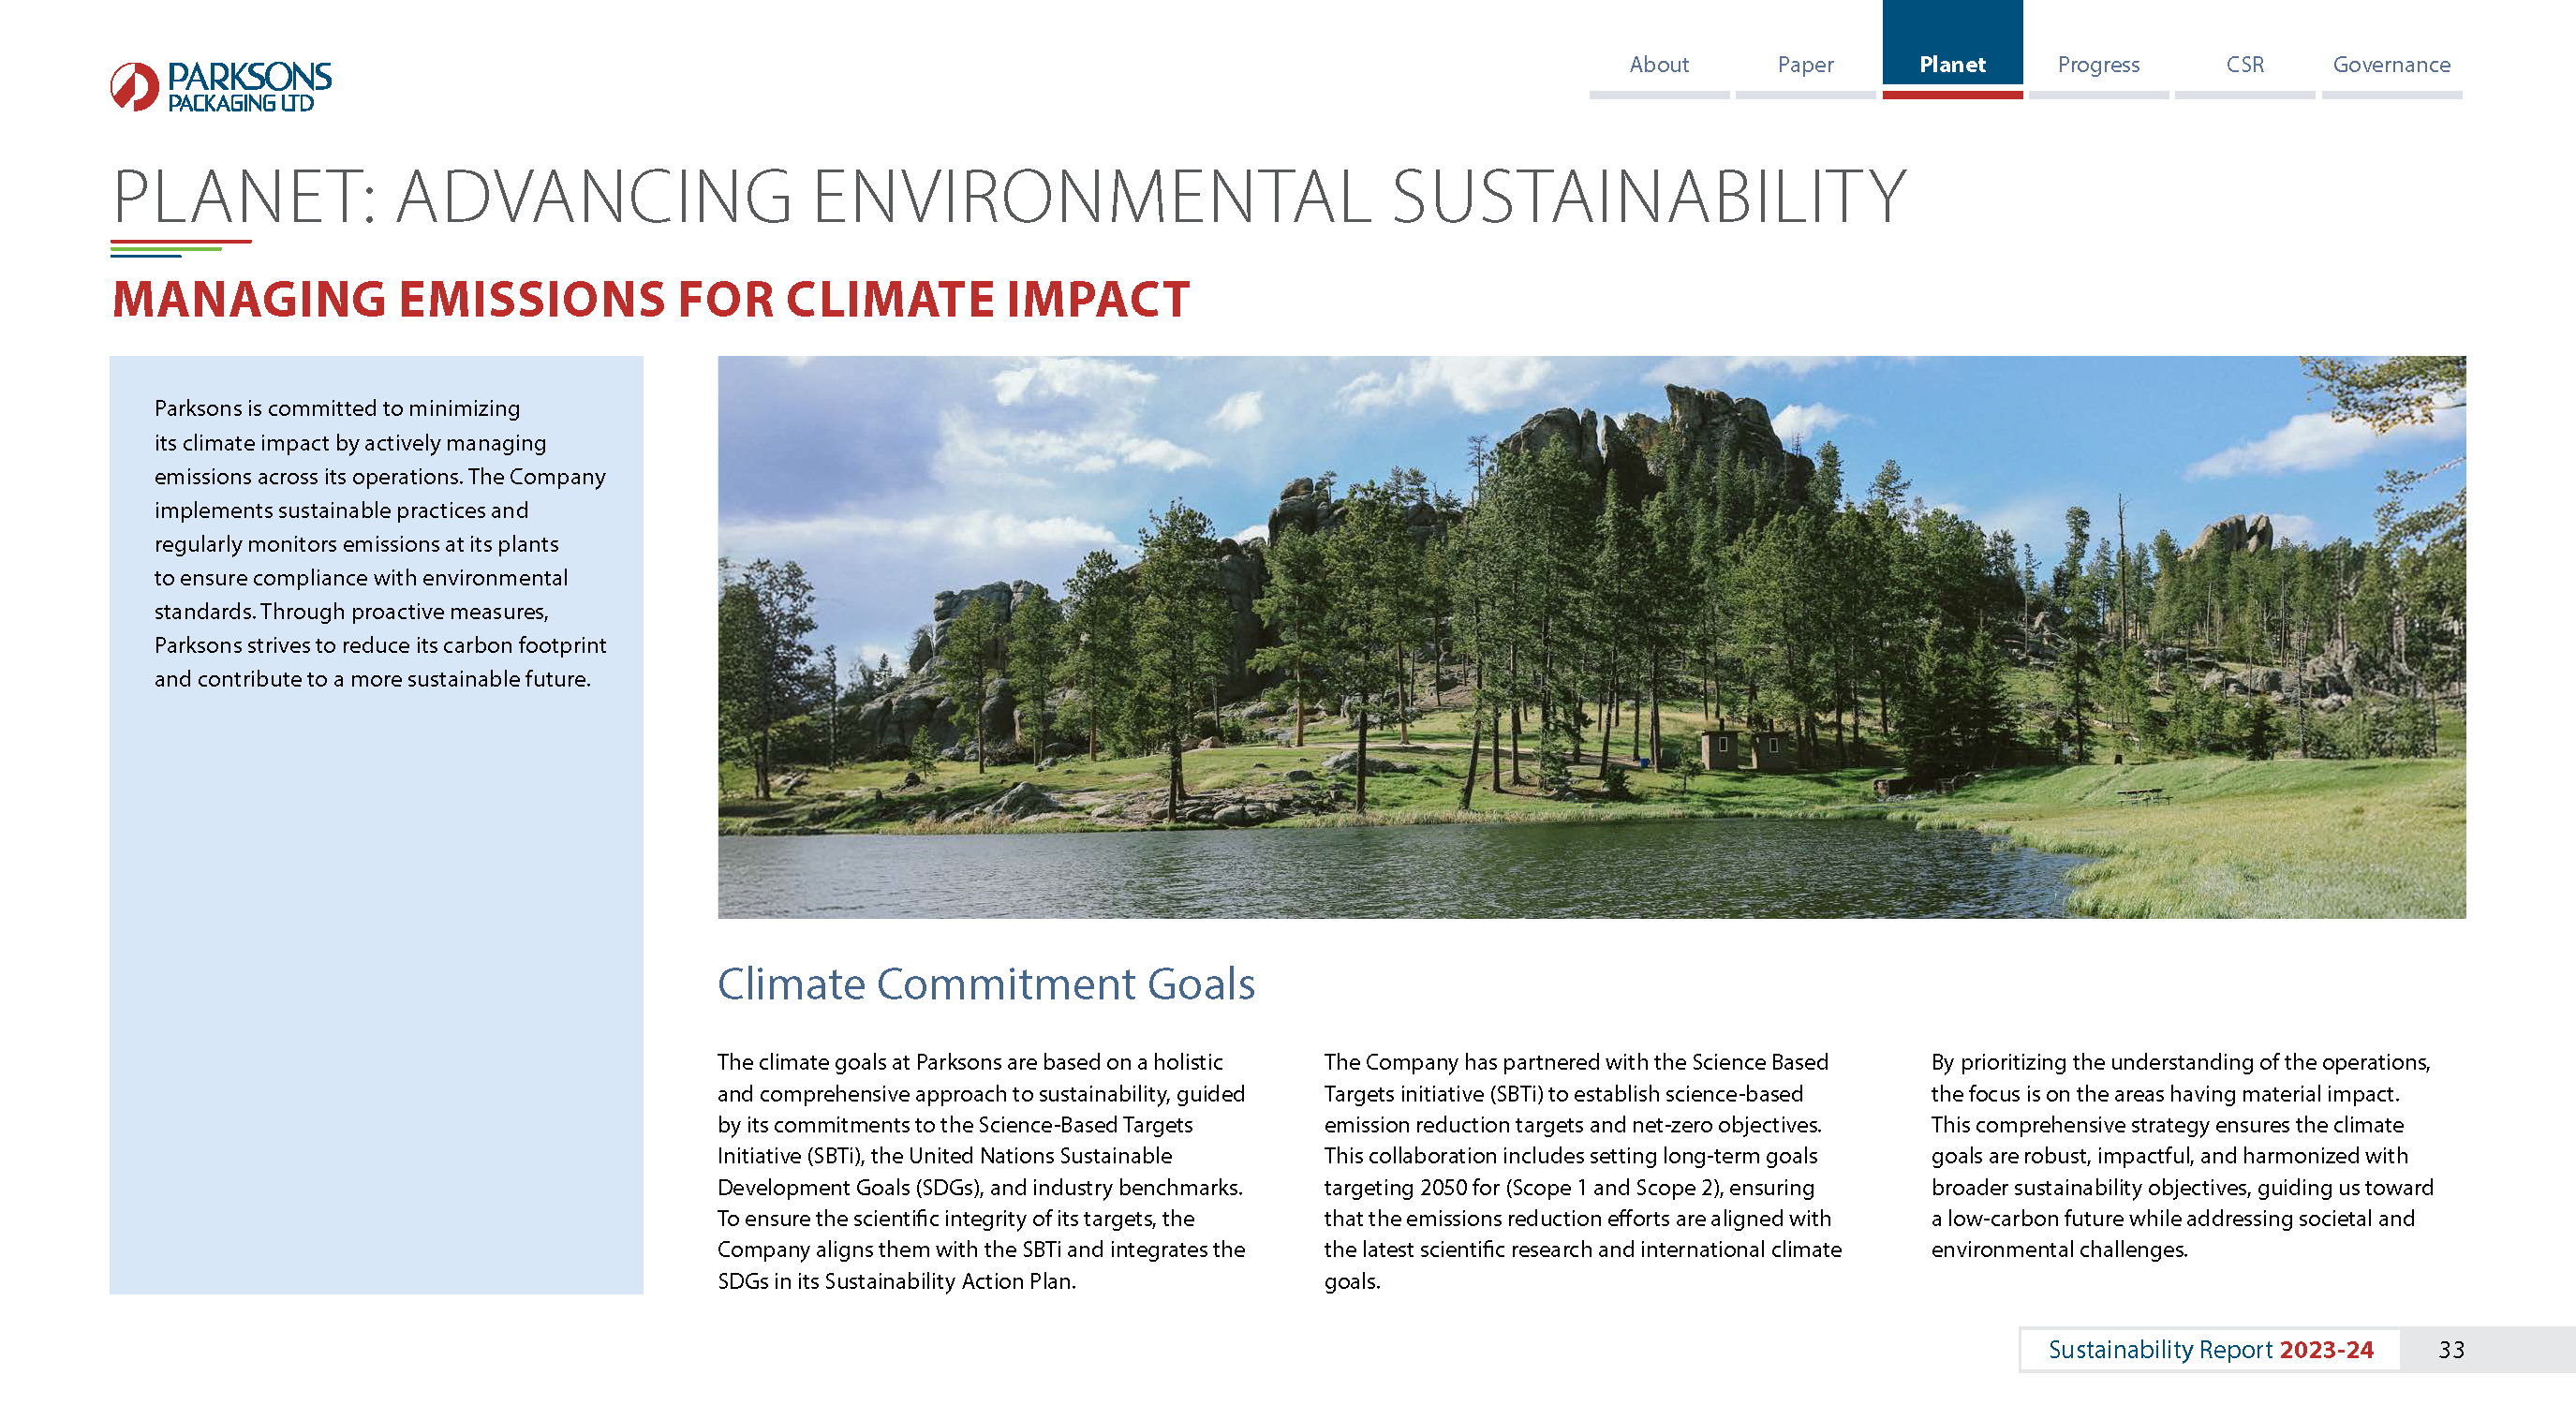 PARKSONS
PACKAGING LTD
About
Paper
Planet
Progress
CSR
Governance
PLANET: ADVANCING ENVIRONMENTAL SUSTAINABILITY
MANAGING EMISSIONS FOR CLIMATE IMPACT
Parksons is committed to minimizing
its climate impact by actively managing
emissions across its operations. The Company
implements sustainable practices and
regularly monitors emissions at its plants
to ensure compliance with environmental
standards. Through proactive measures,
Parksons strives to reduce its carbon footprint
and contribute to a more sustainable future.
Climate Commitment Goals
The climate goals at Parksons are based on a holistic
and comprehensive approach to sustainability, guided
by its commitments to the Science-Based Targets
Initiative (SBTi), the United Nations Sustainable
Development Goals (SDGs), and industry benchmarks.
To ensure the scientific integrity of its targets, the
Company aligns them with the SBTi and integrates the
SDGs in its Sustainability Action Plan.
The Company has partnered with the Science Based
Targets initiative (SBTi) to establish science-based
emission reduction targets and net-zero objectives.
This collaboration includes setting long-term goals
targeting 2050 for (Scope 1 and Scope 2), ensuring
that the emissions reduction efforts are aligned with
the latest scientific research and international climate
goals.
By prioritizing the understanding of the operations,
the focus is on the areas having material impact.
This comprehensive strategy ensures the climate
goals are robust, impactful, and harmonized with
broader sustainability objectives, guiding us toward
a low-carbon future while addressing societal and
environmental challenges.
Sustainability Report 2023-24
33